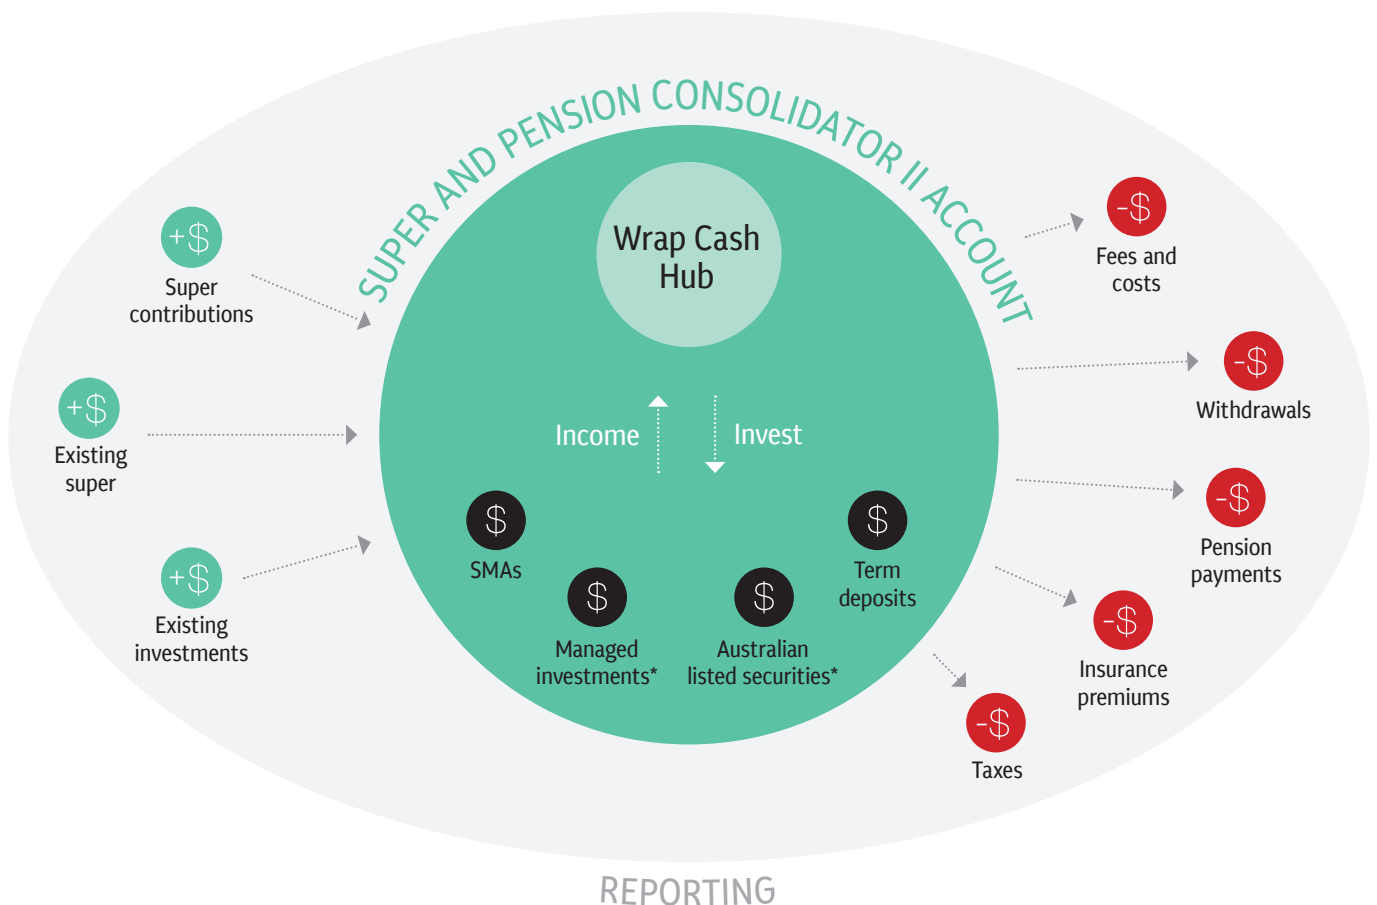 SUPER AND PENSION CONSOLIDATOR II ACCOUNT
Wrap Cash
Hub
+$
Super
contributions
+$
Existing
super
+$
Existing
investments
Income
Invest
$
SMAs
$
Managed
investments*
$
Australian
listed securities*
$
Term
deposits
-$
Fees and
costs
-$
Withdrawals
-$
Pension
payments
-$
Insurance
premiums
-$
Taxes
REPORTING